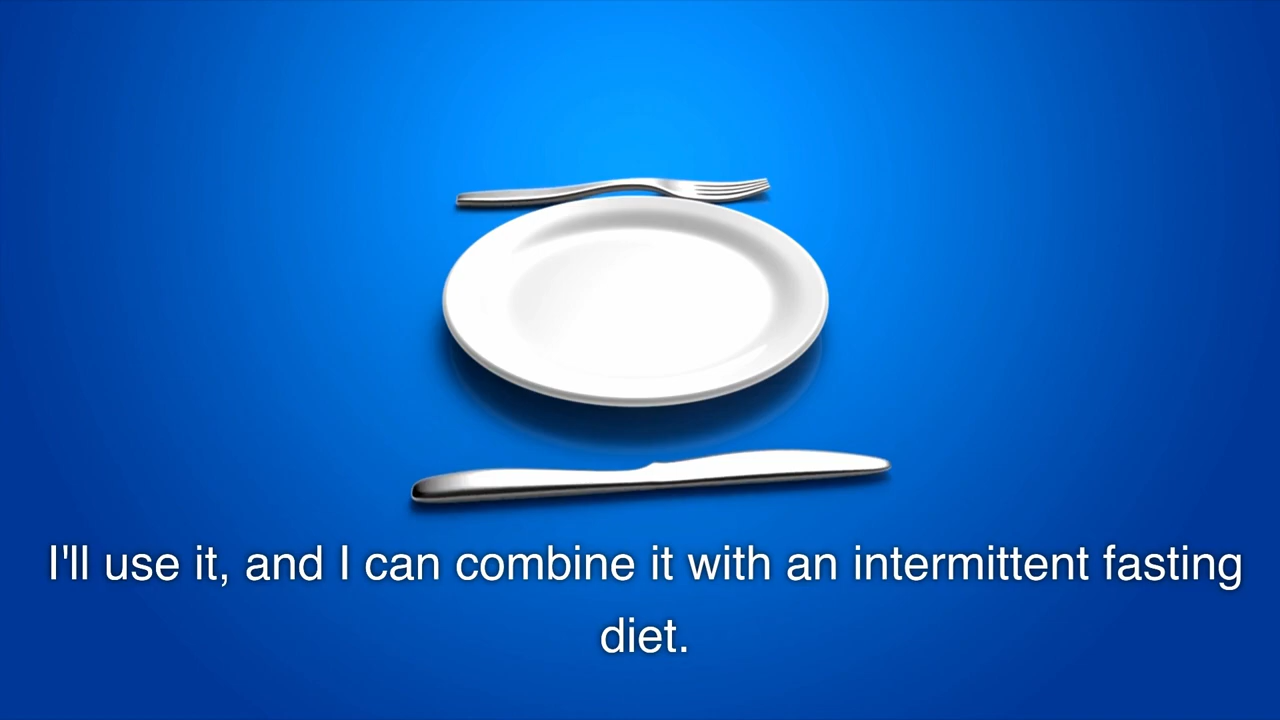 I'll use it, and I can combine it with an intermittent fasting
diet.